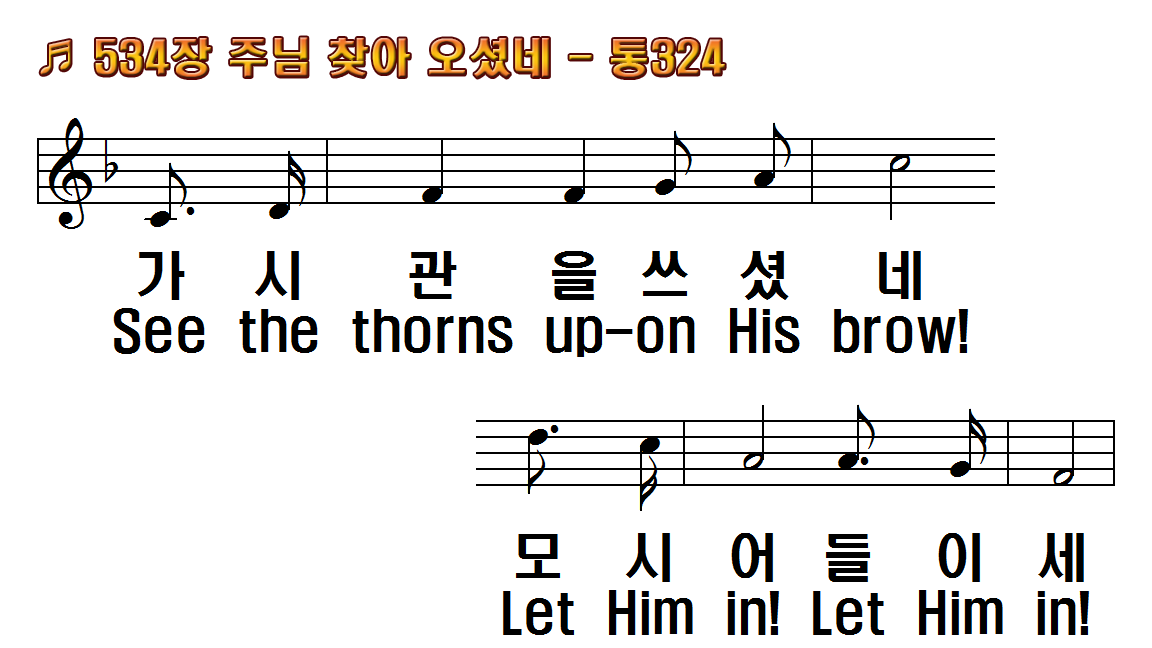 ♬ 534장 주님 찾아 오셨네 - 통324
가 시 관 을 쓰 셨 네
See the thorns up-on His brow!
모 시 어 들 이 세
Let Him in! Let Him in!